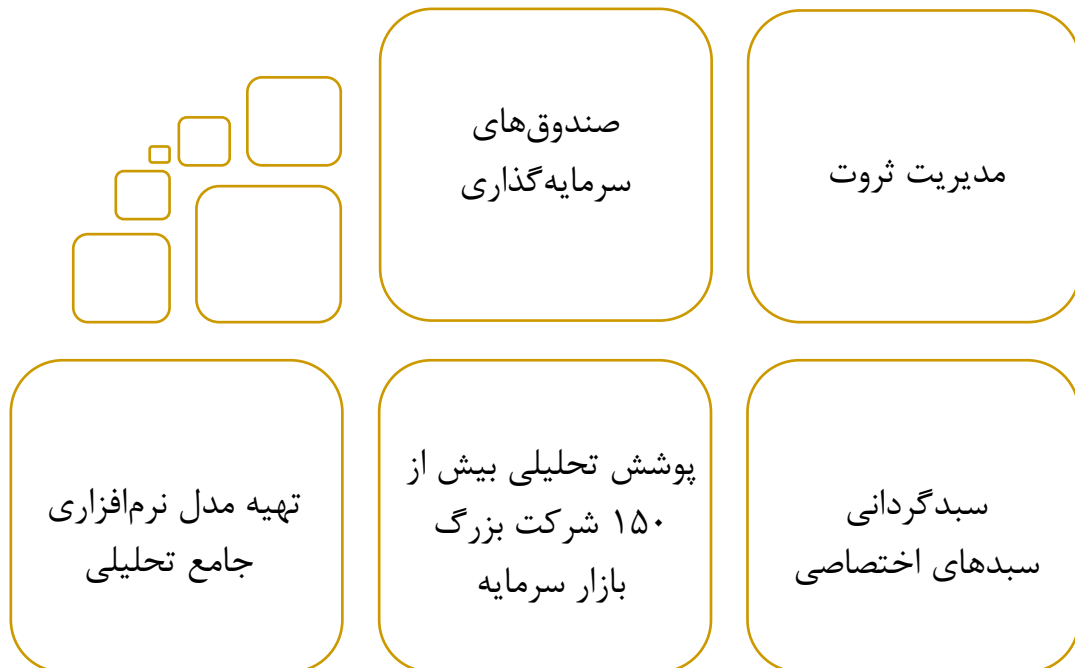 مدیریت ثروت
صندوق‌های
سرمایه‌گذاری
سبدگردانی
سبدهای اختصاصی
پوشش تحلیلی بیش از
۱۵۰ شرکت بزرگ
بازار سرمایه
تهیه مدل نرم‌افزاری
جامع تحلیلی